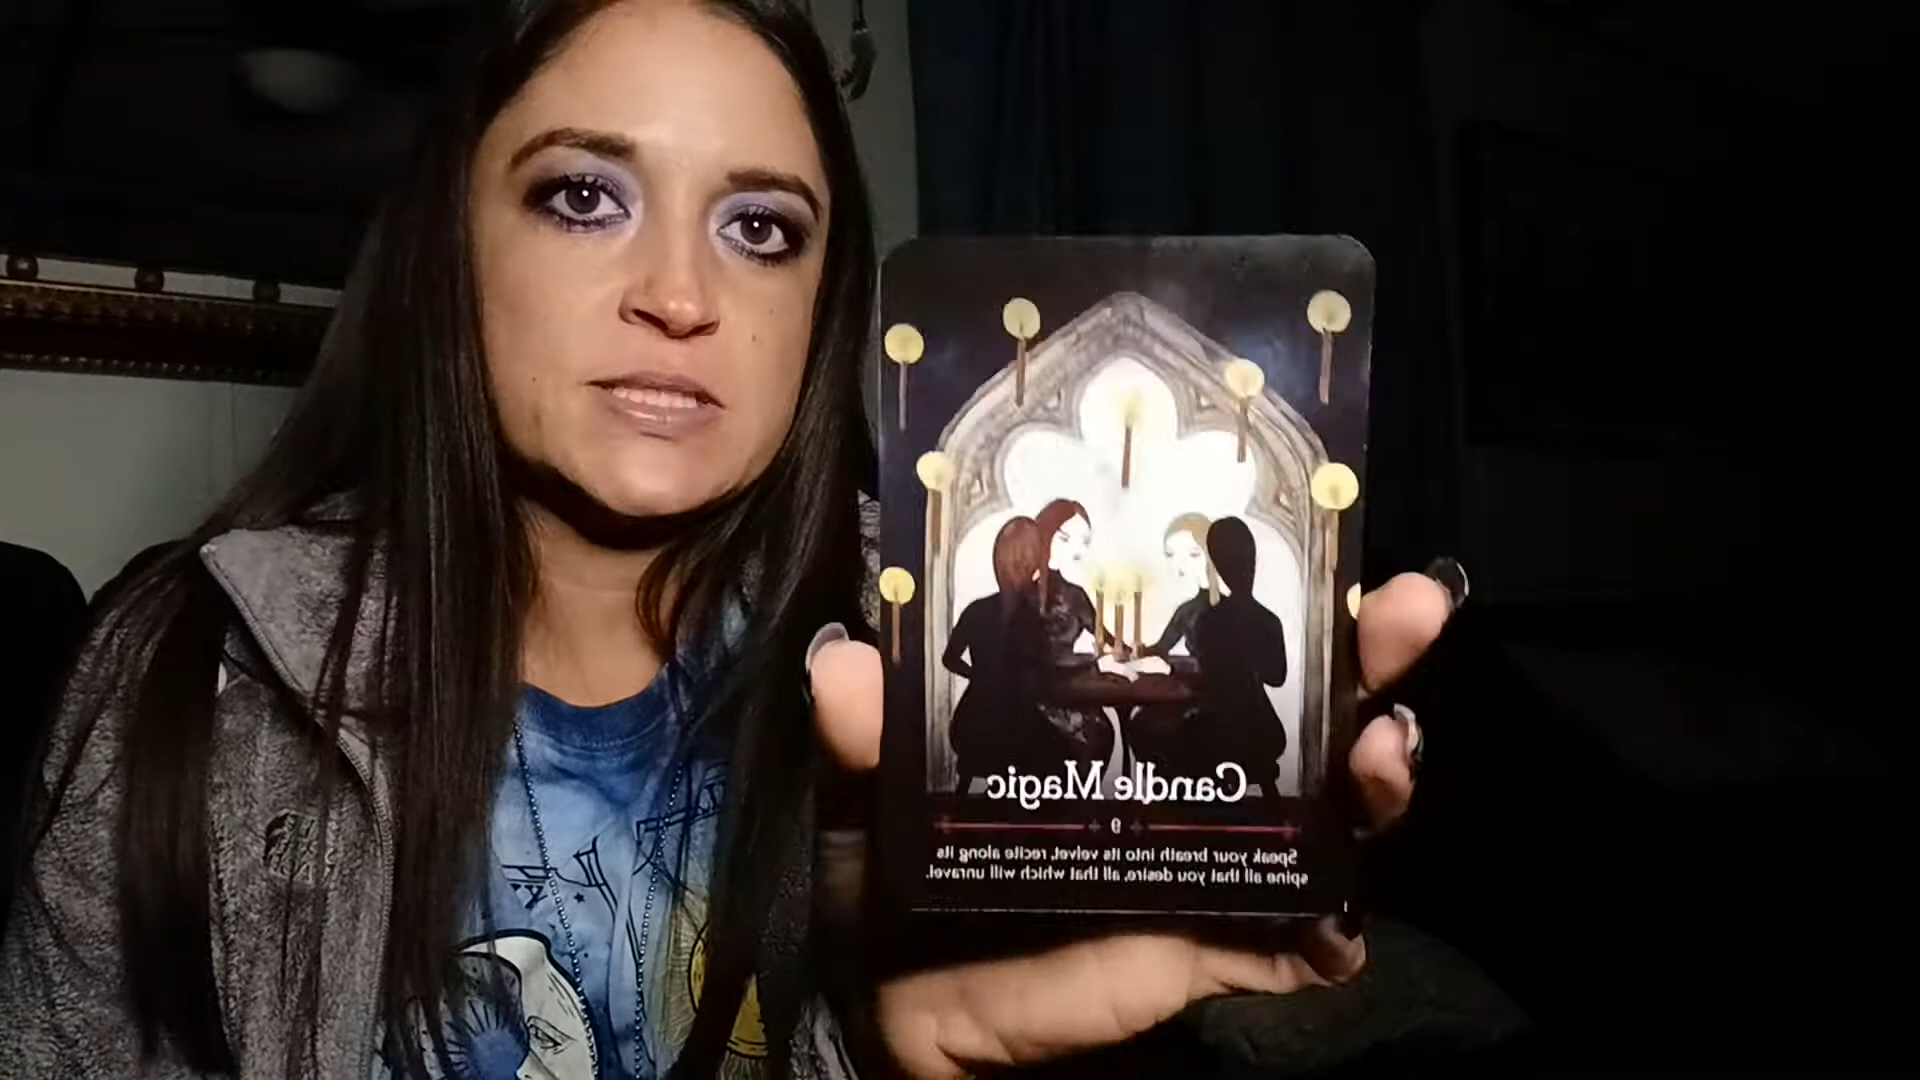 Candle Magic
9
Speak your breath into its velvet, recite along its
spine all that you desire, all that which will unravel.